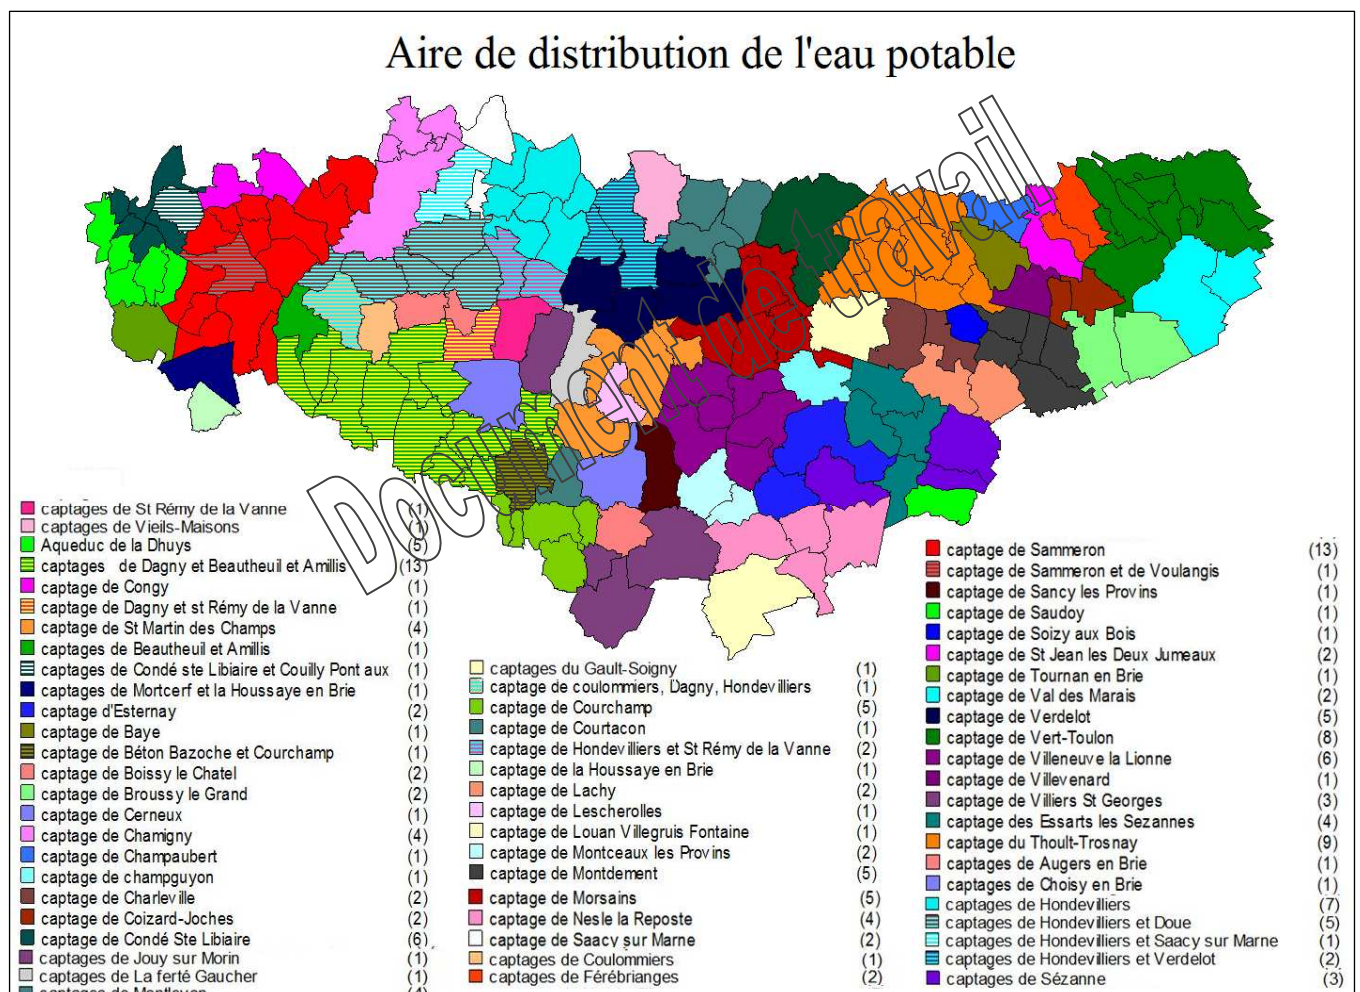 Aire de distribution de l'eau potable
Document de travail
captages de St Rémy de la Vanne (1)
captages de Vieils-Maisons (1)
Aqueduc de la Dhuys (5)
captages de Dagny et Beautheuil et Amillis (13)
captage de Congy (1)
captage de Dagny et st Rémy de la Vanne (1)
captage de St Martin des Champs (4)
captages de Beautheuil et Amillis (1)
captages de Condé ste Libiaire et Couilly Pont aux (1)
captages de Mortcerf et la Houssaye en Brie (1)
captage d'Esternay (2)
captage de Baye (1)
captage de Béton Bazoche et Courchamp (1)
captage de Boissy le Chatel (2)
captage de Broussy le Grand (2)
captage de Cerneux (1)
captage de Chamigny (4)
captage de Champaubert (1)
captage de champguyon (1)
captage de Charleville (2)
captage de Coizard-Joches (2)
captage de Condé Ste Libiaire (6)
captages de Jouy sur Morin (1)
captages de La ferté Gaucher (1)
captages du Gault-Soigny (1)
captage de coulommiers, Dagny, Hondevilliers (1)
captage de Courchamp (5)
captage de Courtacon (1)
captage de Hondevilliers et St Rémy de la Vanne (2)
captage de la Houssaye en Brie (1)
captage de Lachy (2)
captage de Lescherolles (1)
captage de Louan Villegruis Fontaine (1)
captage de Montceaux les Provins (2)
captage de Montdement (5)
captage de Morsains (5)
captage de Nesle la Reposte (4)
captage de Saacy sur Marne (2)
captages de Coulommiers (1)
captages de Férébrianges (2)
captage de Sammeron (13)
captage de Sammeron et de Voulangis (1)
captage de Sancy les Provins (1)
captage de Saudoy (1)
captage de Soizy aux Bois (1)
captage de St Jean les Deux Jumeaux (2)
captage de Tournan en Brie (1)
captage de Val des Marais (2)
captage de Verdelot (5)
captage de Vert-Toulon (8)
captage de Villeneuve la Lionne (6)
captage de Villevenard (1)
captage de Villiers St Georges (3)
captage des Essarts les Sezannes (4)
captage du Thoult-Trosnay (9)
captages de Augers en Brie (1)
captages de Choisy en Brie (1)
captages de Hondevilliers (7)
captages de Hondevilliers et Doue (5)
captages de Hondevilliers et Saacy sur Marne (1)
captages de Hondevilliers et Verdelot (2)
captages de Sézanne (3)